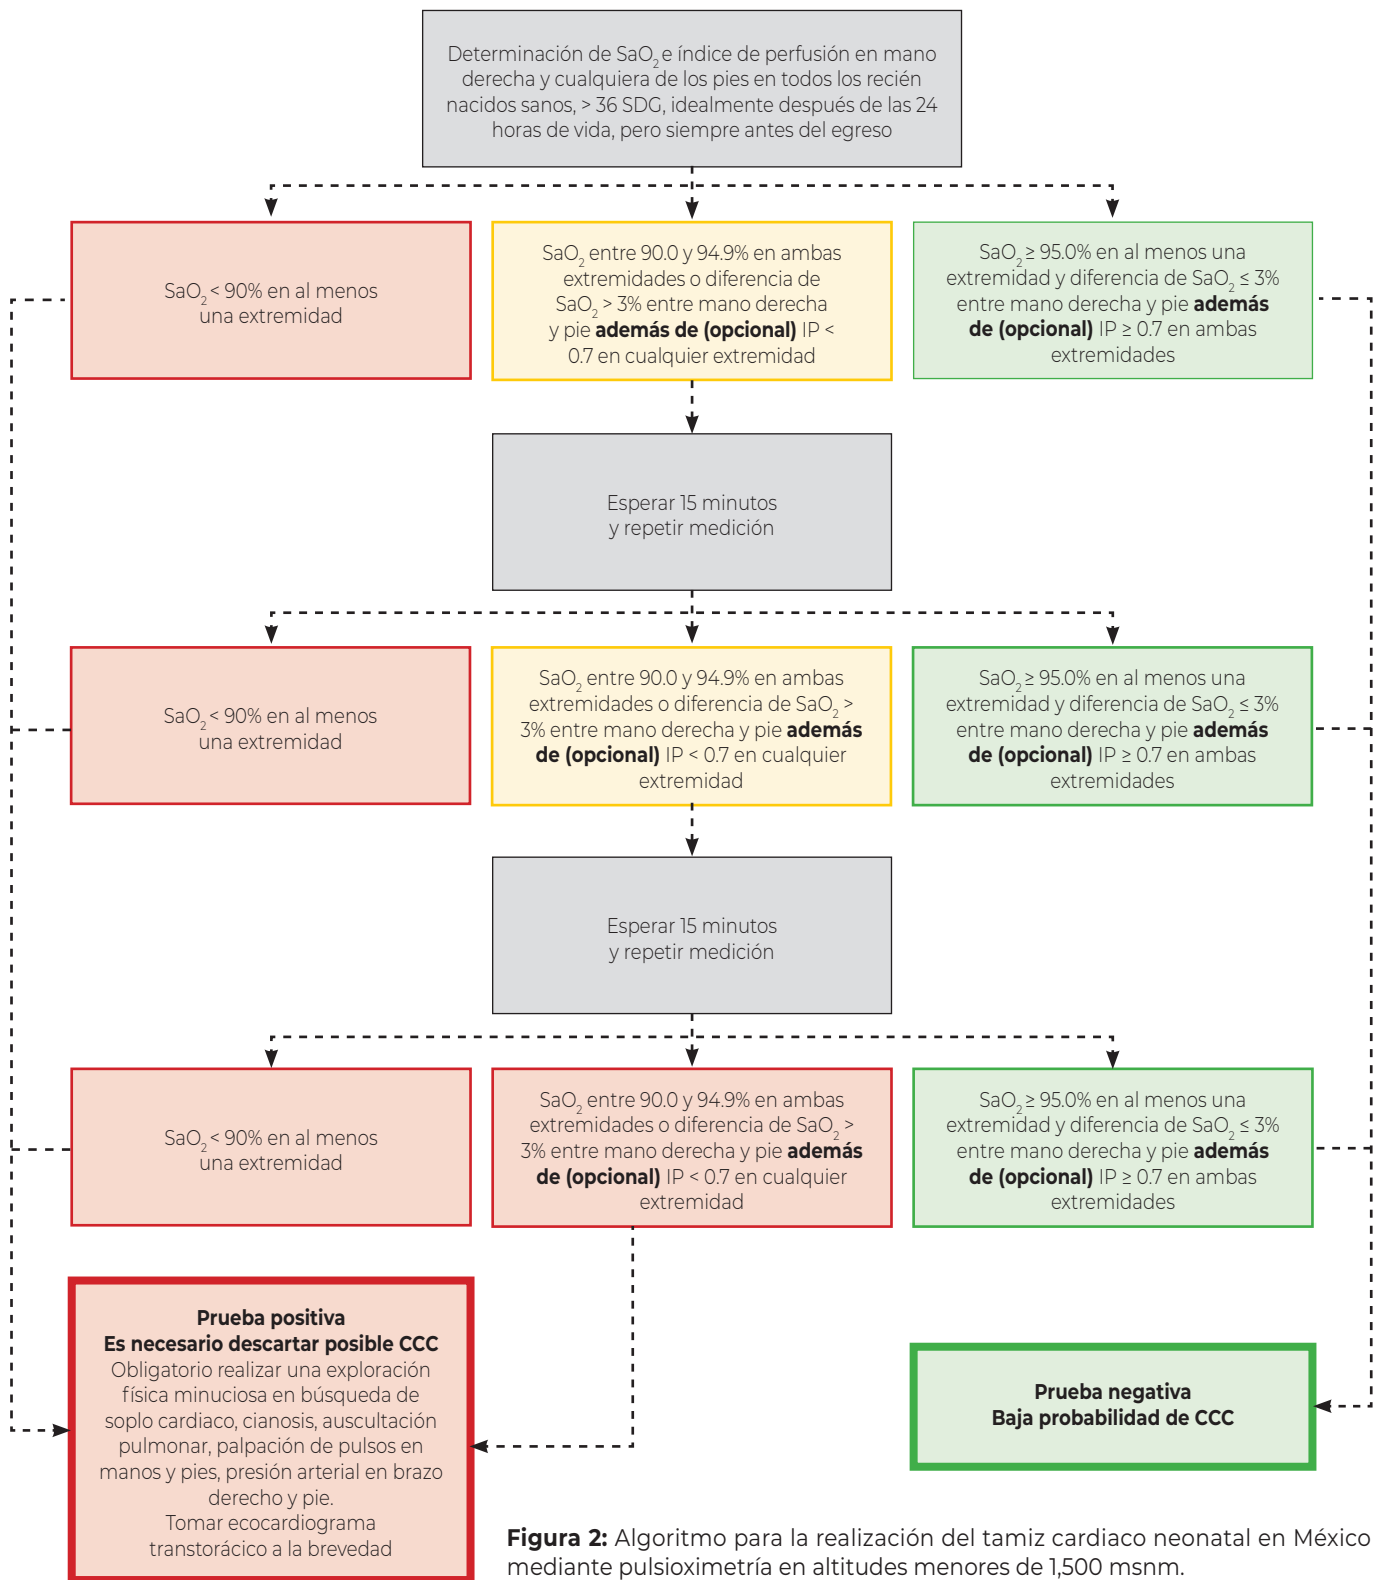 Determinación de SaO2 e índice de perfusión en mano
derecha y cualquiera de los pies en todos los recién
nacidos sanos, > 36 SDG, idealmente después de las 24
horas de vida, pero siempre antes del egreso
SaO2 < 90% en al menos
una extremidad
SaO2 entre 90.0 y 94.9% en ambas
extremidades o diferencia de
SaO2 > 3% entre mano derecha
y pie además de (opcional) IP <
0.7 en cualquier extremidad
SaO2 ≥ 95.0% en al menos una
extremidad y diferencia de SaO2 ≤ 3%
entre mano derecha y pie además
de (opcional) IP ≥ 0.7 en ambas
extremidades
Esperar 15 minutos
y repetir medición
SaO2 < 90% en al menos
una extremidad
SaO2 entre 90.0 y 94.9% en ambas
extremidades o diferencia de SaO2 >
3% entre mano derecha y pie además
de (opcional) IP < 0.7 en cualquier
extremidad
SaO2 ≥ 95.0% en al menos una
extremidad y diferencia de SaO2 ≤ 3%
entre mano derecha y pie además
de (opcional) IP ≥ 0.7 en ambas
extremidades
Esperar 15 minutos
y repetir medición
SaO2 < 90% en al menos
una extremidad
SaO2 entre 90.0 y 94.9% en ambas
extremidades o diferencia de SaO2 >
3% entre mano derecha y pie además
de (opcional) IP < 0.7 en cualquier
extremidad
SaO2 ≥ 95.0% en al menos una
extremidad y diferencia de SaO2 ≤ 3%
entre mano derecha y pie además
de (opcional) IP ≥ 0.7 en ambas
extremidades
Prueba positiva
Es necesario descartar posible CCC
Obligatorio realizar una exploración
física minuciosa en búsqueda de
soplo cardiaco, cianosis, auscultación
pulmonar, palpación de pulsos en
manos y pies, presión arterial en brazo
derecho y pie.
Tomar ecocardiograma
transtorácico a la brevedad
Prueba negativa
Baja probabilidad de CCC
Figura 2: Algoritmo para la realización del tamiz cardiaco neonatal en México
mediante pulsioximetría en altitudes menores de 1,500 msnm.